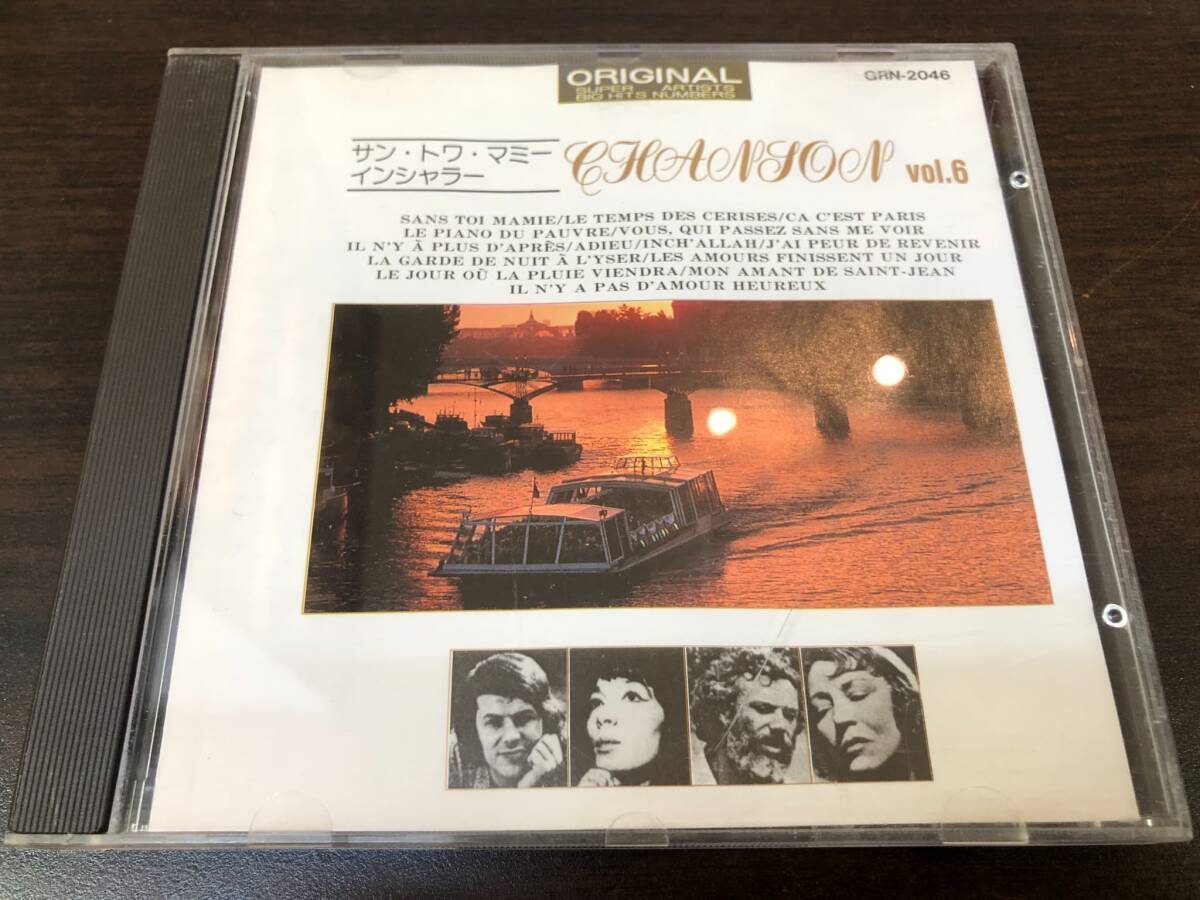 ORIGINAL
SUPER ARTISTS
BIG HITS NUMBERS
GRN-2046
サン・トワ・マミー
インシャラー
CHANSON vol.6
SANS TOI MAMIE/LE TEMPS DES CERISES/CA C'EST PARIS
LE PIANO DU PAUVRE/VOUS, QUI PASSEZ SANS ME VOIR
IL N'Y Ã PLUS D'APRÈS/ADIEU/INCH'ALLAH/J'AI PEUR DE REVENIR
LA GARDE DE NUIT Ã L'YSER/LES AMOURS FINISSENT UN JOUR
LE JOUR OÛ LA PLUIE VIENDRA/MON AMANT DE SAINT-JEAN
IL N'Y A PAS D'AMOUR HEUREUX